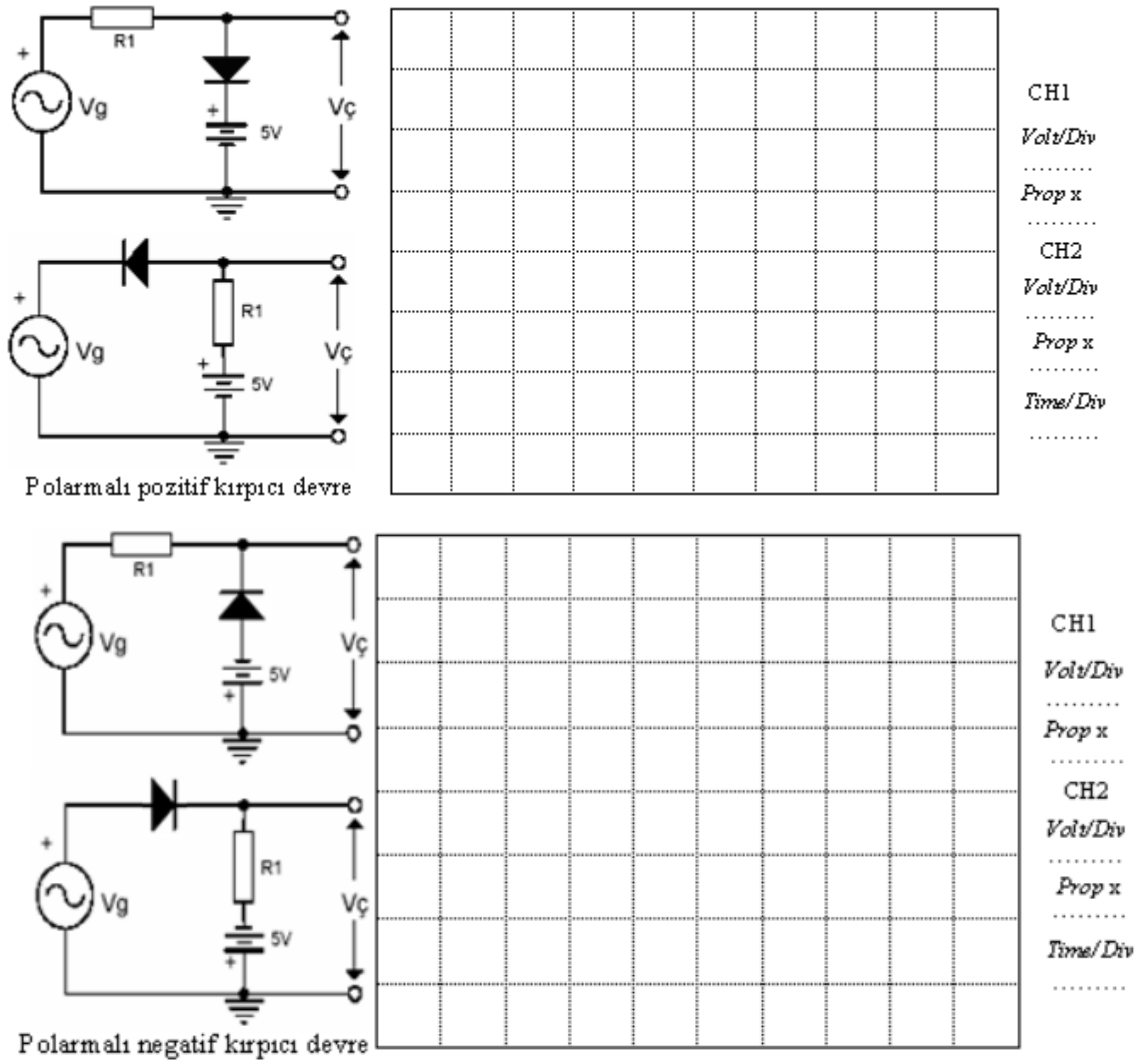 R1
+
Vg
+
5V
Vç
+
Vg
R1
+
5V
Vç
Polarmalı pozitif kırpıcı devre
CH1
Volt/Div
.........
Prop x
.........
CH2
Volt/Div
.........
Prop x
.........
Time/Div
.........
R1
+
Vg
5V
+
Vç
+
Vg
R1
5V
+
Vç
Polarmalı negatif kırpıcı devre
CH1
Volt/Div
.........
Prop x
.........
CH2
Volt/Div
.........
Prop x
.........
Time/Div
.........